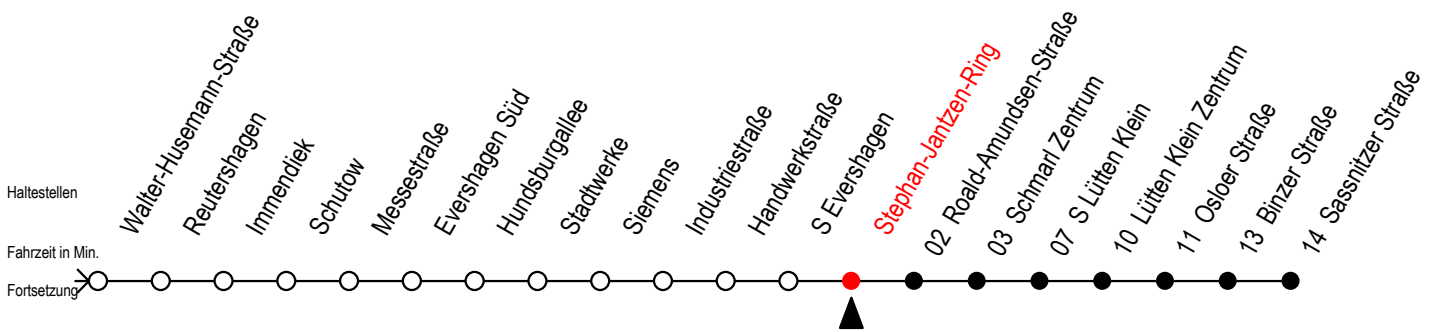 Haltestellen
Walter-Husemann-Straße
Reutershagen
Immendiek
Schutow
Messestraße
Evershagen Süd
Hundsburgallee
Stadtwerke
Siemens
Industriestraße
Handwerkstraße
S Evershagen
Stephan-Jantzen-Ring
02 Roald-Amundsen-Straße
03 Schmarl Zentrum
07 S Lütten Klein
10 Lütten Klein Zentrum
11 Osloer Straße
13 Binzer Straße
14 Sassnitzer Straße
Fahrzeit in Min.
Fortsetzung